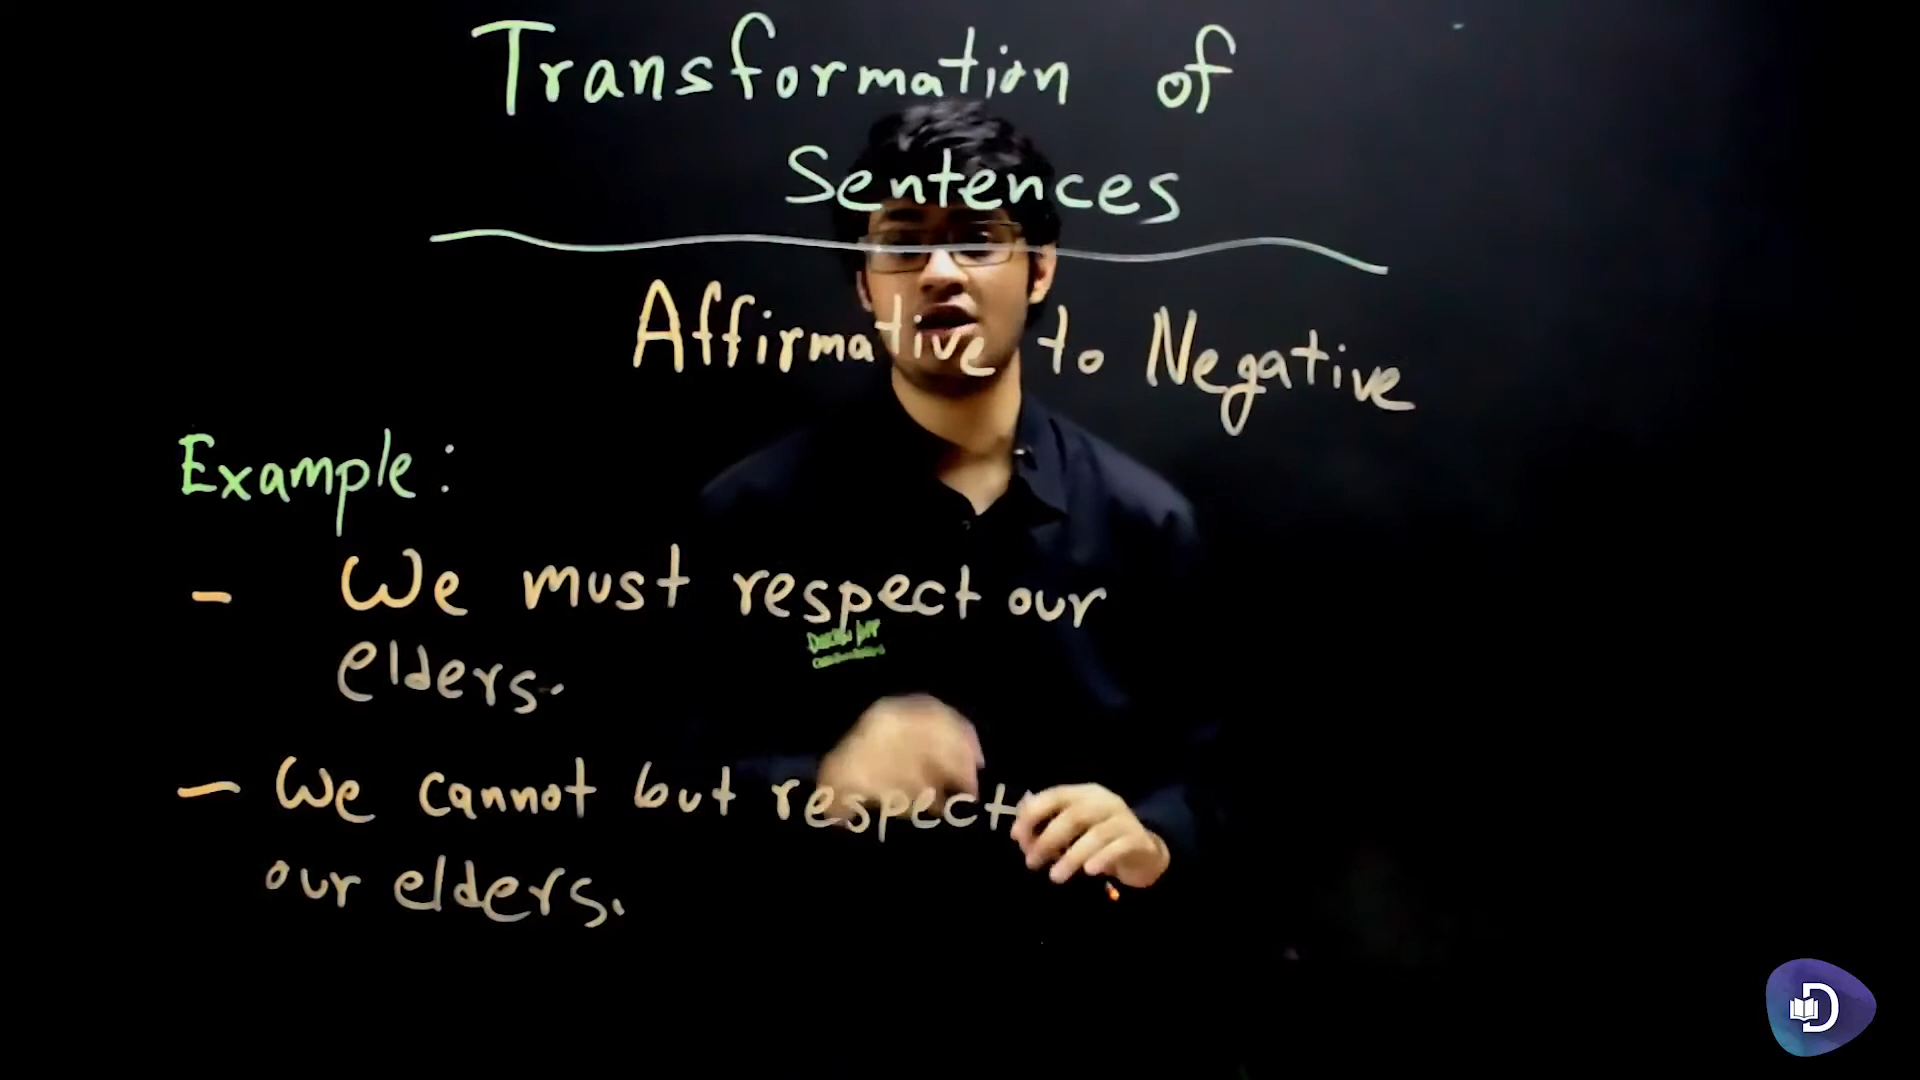 Transformation of
Sentences
Affirmative to Negative
Example:
- We must respect our
elders.
- We cannot but respect
our elders.
D